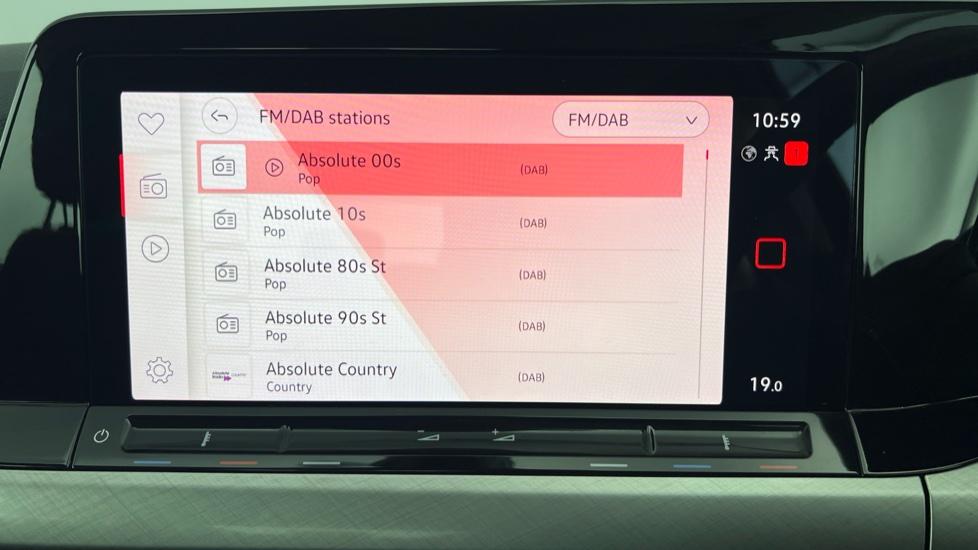 FM/DAB stations
FM/DAB
10:59
Absolute 00s
Pop
(DAB)
Absolute 10s
Pop
(DAB)
Absolute 80s St
Pop
(DAB)
Absolute 90s St
Pop
(DAB)
Absolute Country
Country
(DAB)
19.0